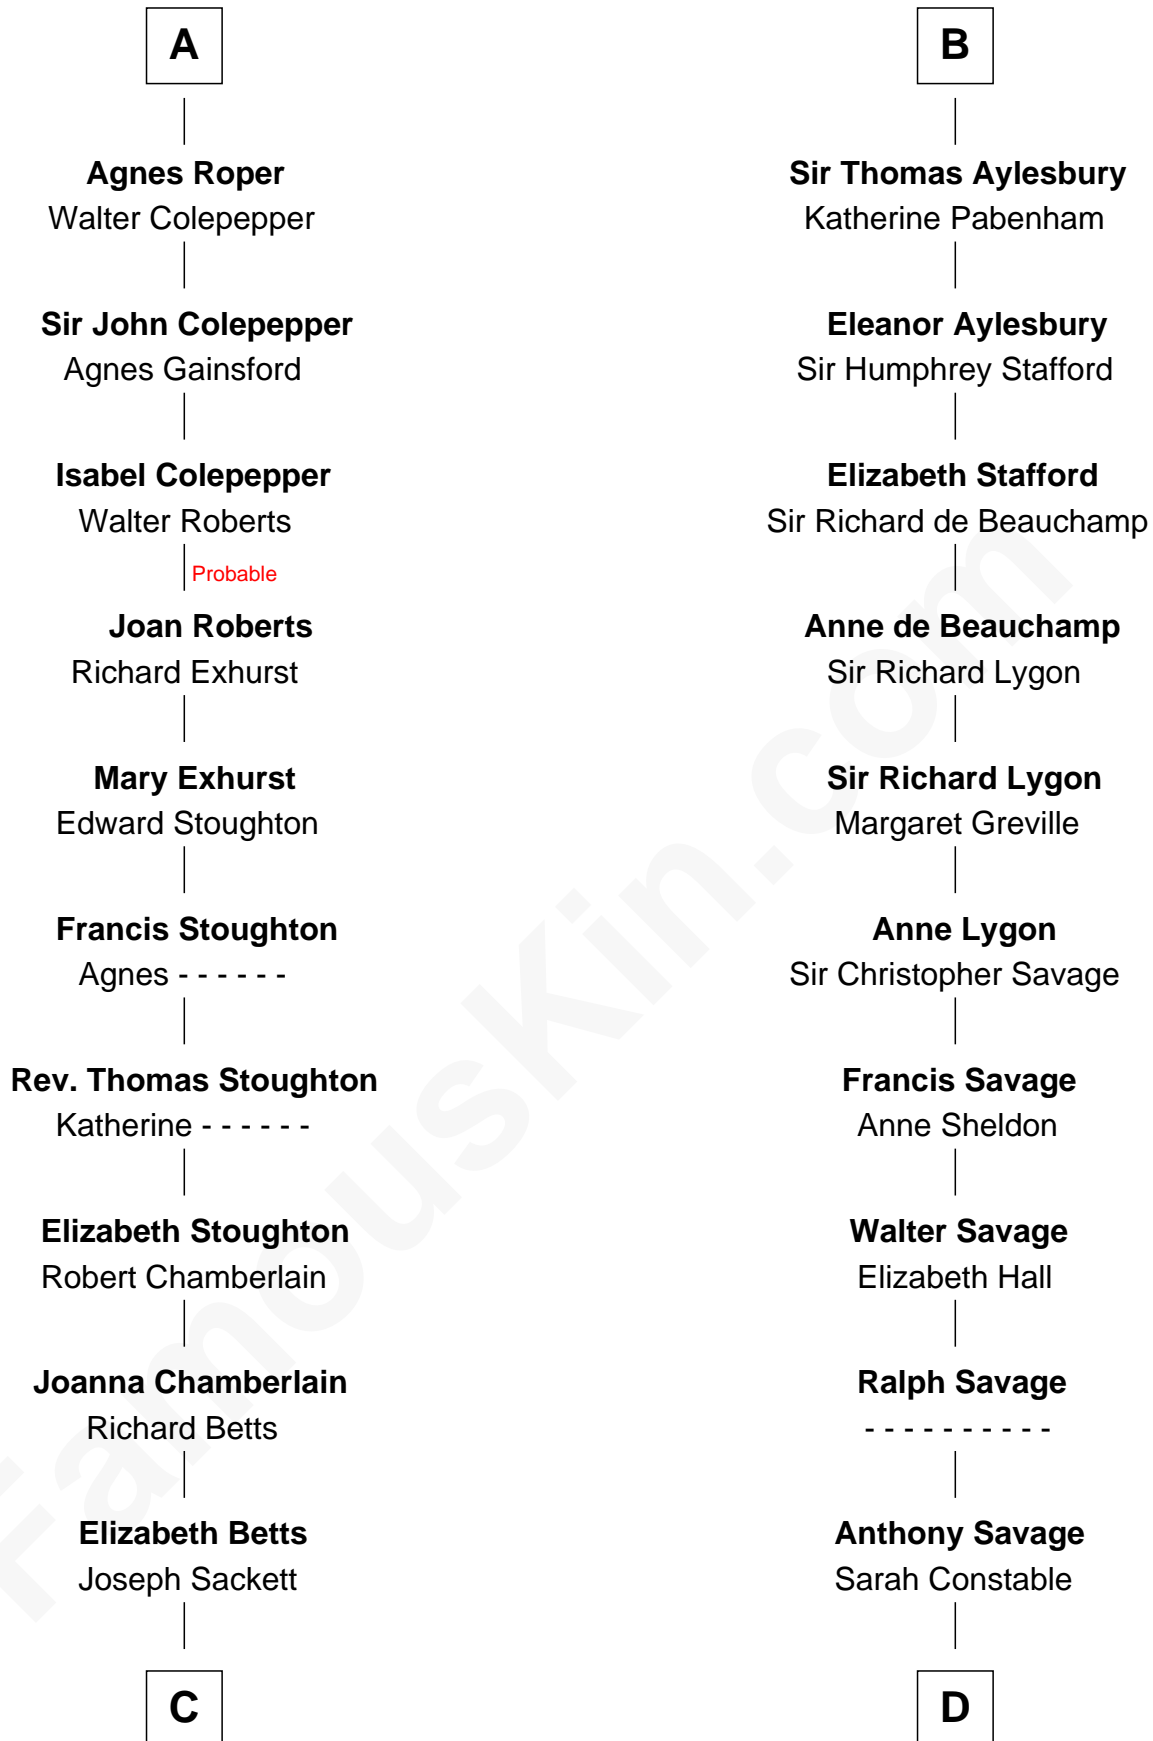 A
Agnes Roper
Walter Colepepper
Sir John Colepepper
Agnes Gainsford
Isabel Colepepper
Walter Roberts
Probable
Joan Roberts
Richard Exhurst
Mary Exhurst
Edward Stoughton
Francis Stoughton
Agnes - - - - - -
Rev. Thomas Stoughton
Katherine - - - - - -
Elizabeth Stoughton
Robert Chamberlain
Joanna Chamberlain
Richard Betts
Elizabeth Betts
Joseph Sackett
C
B
Sir Thomas Aylesbury
Katherine Pabenham
Eleanor Aylesbury
Sir Humphrey Stafford
Elizabeth Stafford
Sir Richard de Beauchamp
Anne de Beauchamp
Sir Richard Lygon
Sir Richard Lygon
Margaret Greville
Anne Lygon
Sir Christopher Savage
Francis Savage
Anne Sheldon
Walter Savage
Elizabeth Hall
Ralph Savage
- - - - - - - - - -
Anthony Savage
Sarah Constable
D
FamousKin.com